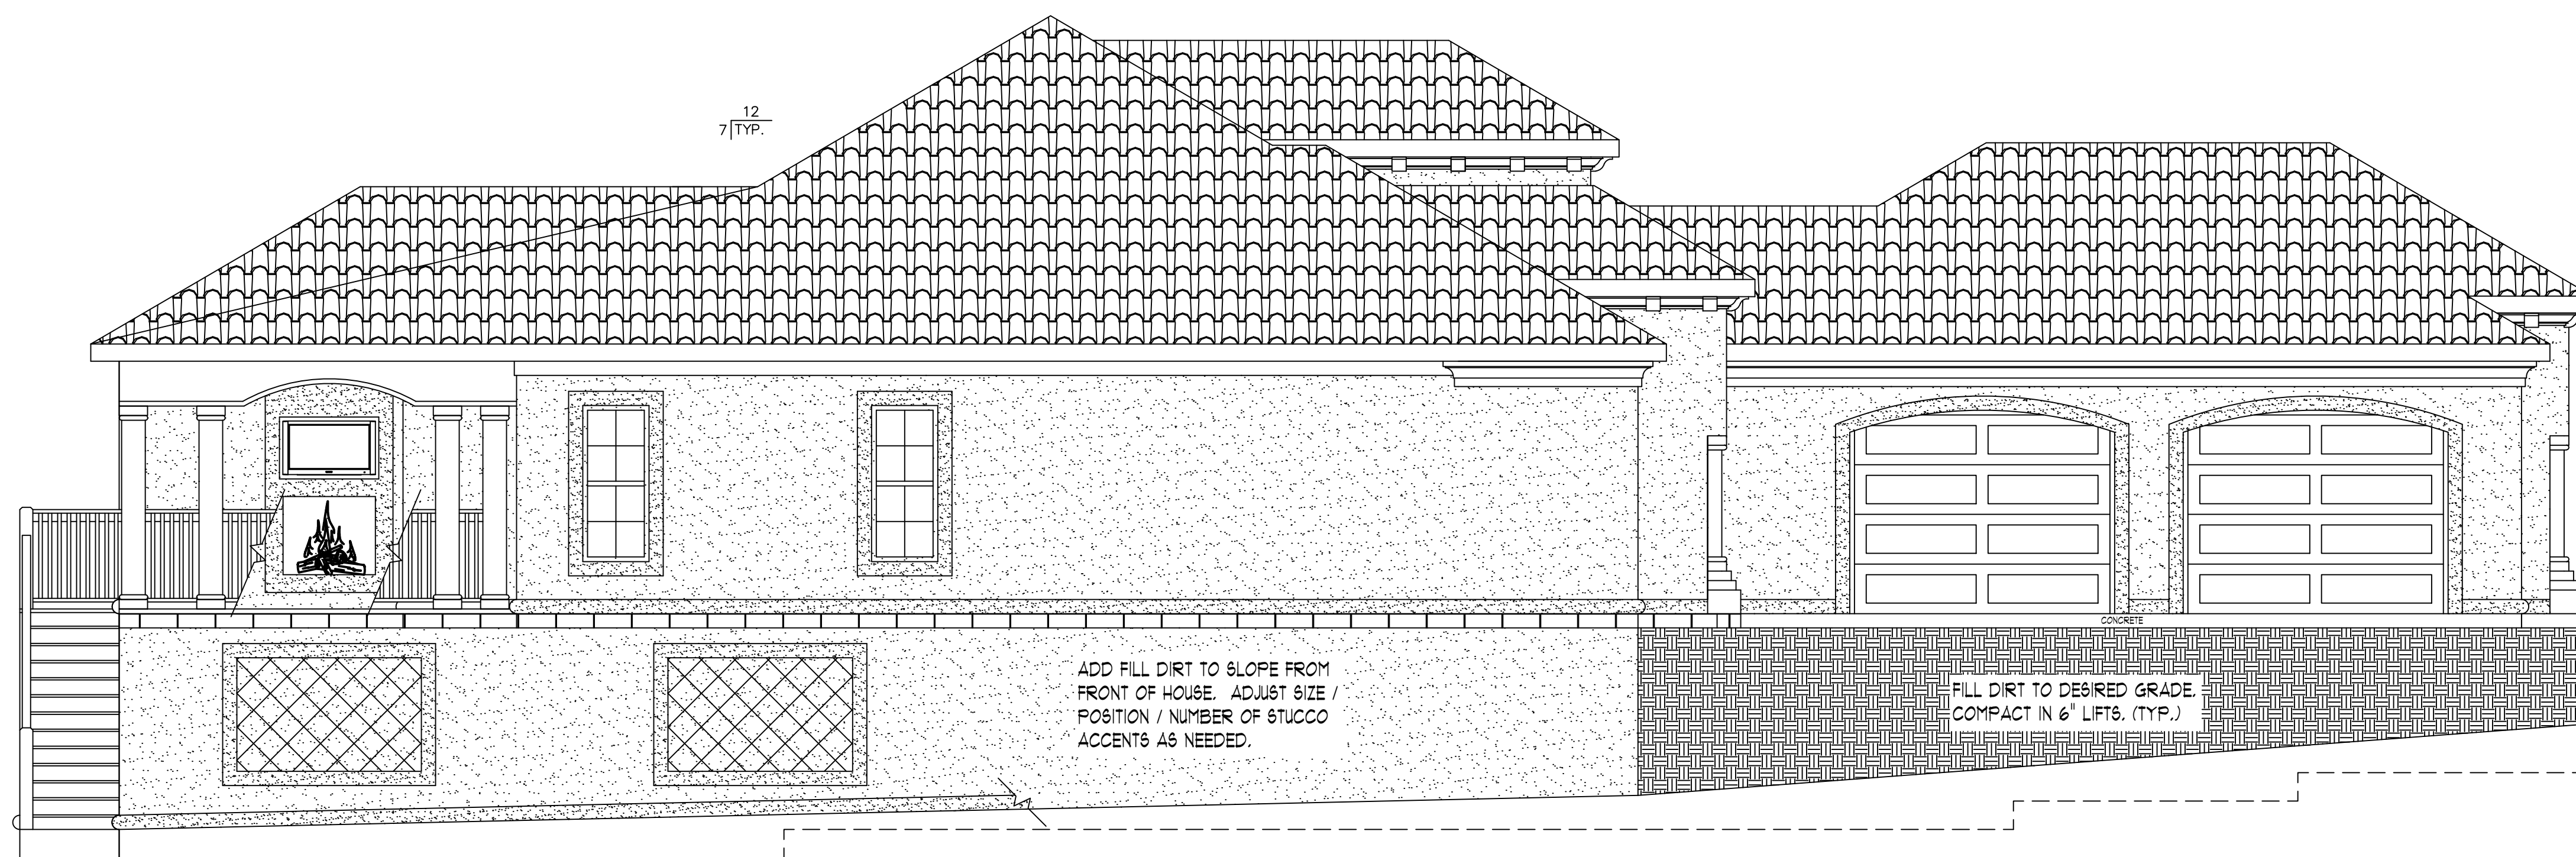 12
7 TYP.
CONCRETE
ADD FILL DIRT TO SLOPE FROM
FRONT OF HOUSE. ADJUST SIZE /
POSITION / NUMBER OF STUCCO
ACCENTS AS NEEDED.
FILL DIRT TO DESIRED GRADE.
COMPACT IN 6" LIFTS. (TYP.)